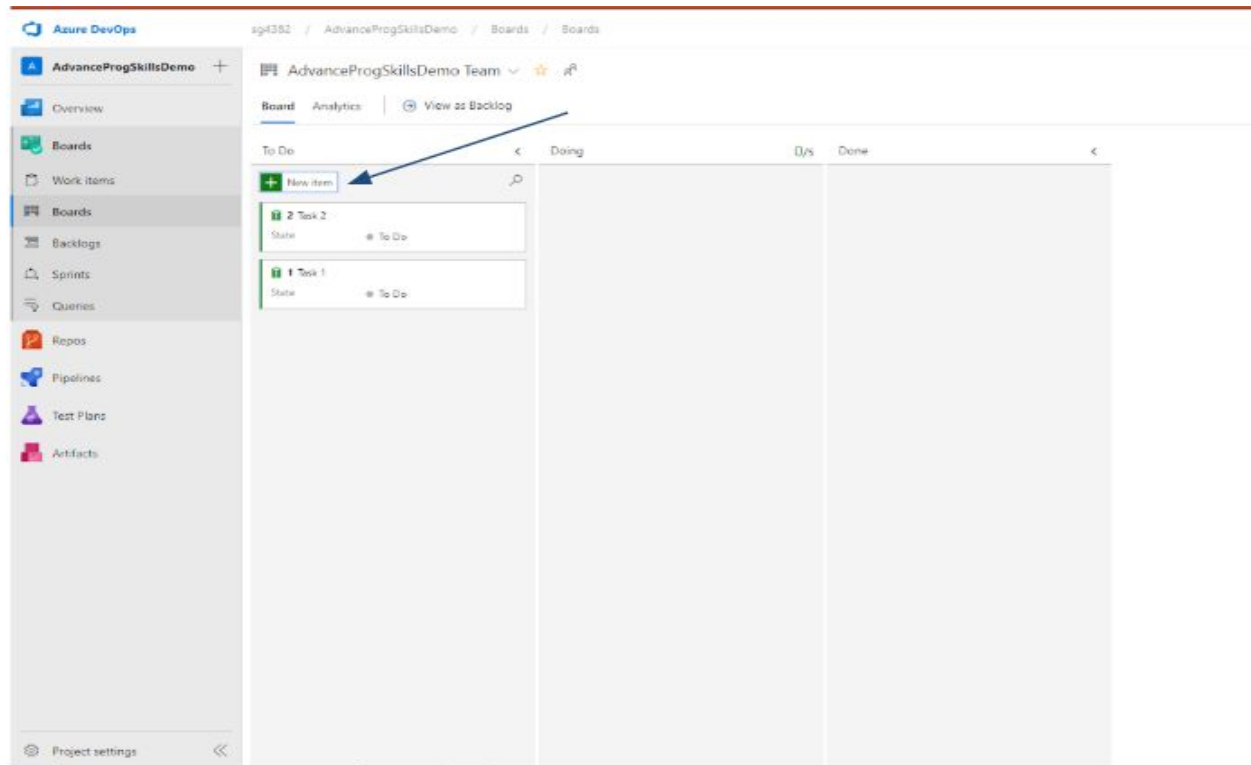 Azure DevOps
sg4382 / AdvanceProgSkillsDemo / Boards / Boards
A AdvanceProgSkillsDemo
AdvanceProgSkillsDemo Team
Overview
Board Analytics View as Backlog
Boards
To Do Doing 0/5 Done
Work items
New item
Boards
2 Task 2
State To Do
Backlogs
Sprints
1 Task 1
State To Do
Queries
Repos
Pipelines
Test Plans
Artifacts
Project settings